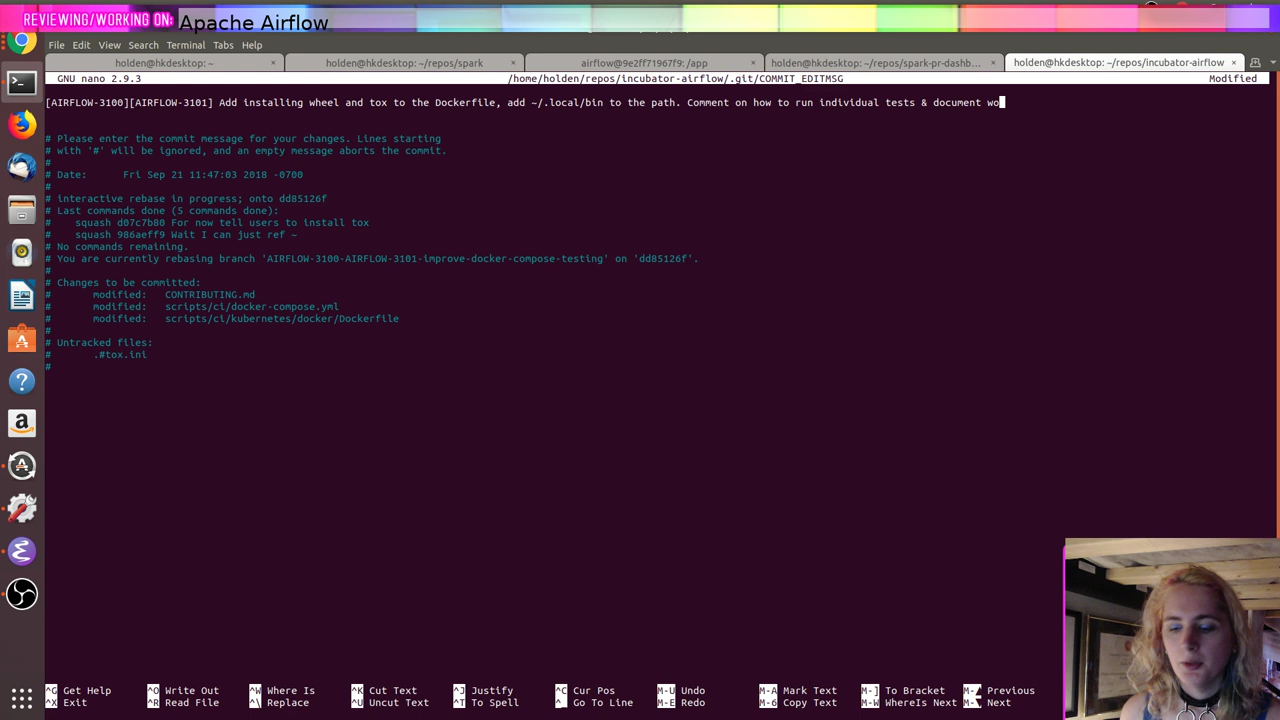 REVIEWING/WORKING ON: Apache Airflow
File Edit View Search Terminal Tabs Help
holden@hkdesktop: ~ × holden@hkdesktop: ~/repos/spark × airflow@9e2ff71967f9: /app × holden@hkdesktop: ~/repos/spark-pr-dashb... × holden@hkdesktop: ~/repos/incubator-airflow ×
GNU nano 2.9.3 /home/holden/repos/incubator-airflow/.git/COMMIT_EDITMSG Modified
[AIRFLOW-3100][AIRFLOW-3101] Add installing wheel and tox to the Dockerfile, add ~/.local/bin to the path. Comment on how to run individual tests & document wo
# Please enter the commit message for your changes. Lines starting
# with '#' will be ignored, and an empty message aborts the commit.
#
# Date: Fri Sep 21 11:47:03 2018 -0700
#
# interactive rebase in progress; onto dd85126f
# Last commands done (5 commands done):
# squash d07c7b80 For now tell users to install tox
# squash 986aeff9 Wait I can just ref ~
# No commands remaining.
# You are currently rebasing branch 'AIRFLOW-3100-AIRFLOW-3101-improve-docker-compose-testing' on 'dd85126f'.
#
# Changes to be committed:
# modified: CONTRIBUTING.md
# modified: scripts/ci/docker-compose.yml
# modified: scripts/ci/kubernetes/docker/Dockerfile
#
# Untracked files:
# .#tox.ini
#
^G Get Help ^O Write Out ^W Where Is ^K Cut Text ^J Justify ^C Cur Pos M-U Undo M-A Mark Text M-] To Bracket M-▲ Previous
^X Exit ^R Read File ^\ Replace ^U Uncut Text ^T To Spell ^_ Go To Line M-E Redo M-6 Copy Text M-W WhereIs Next M-▼ Next